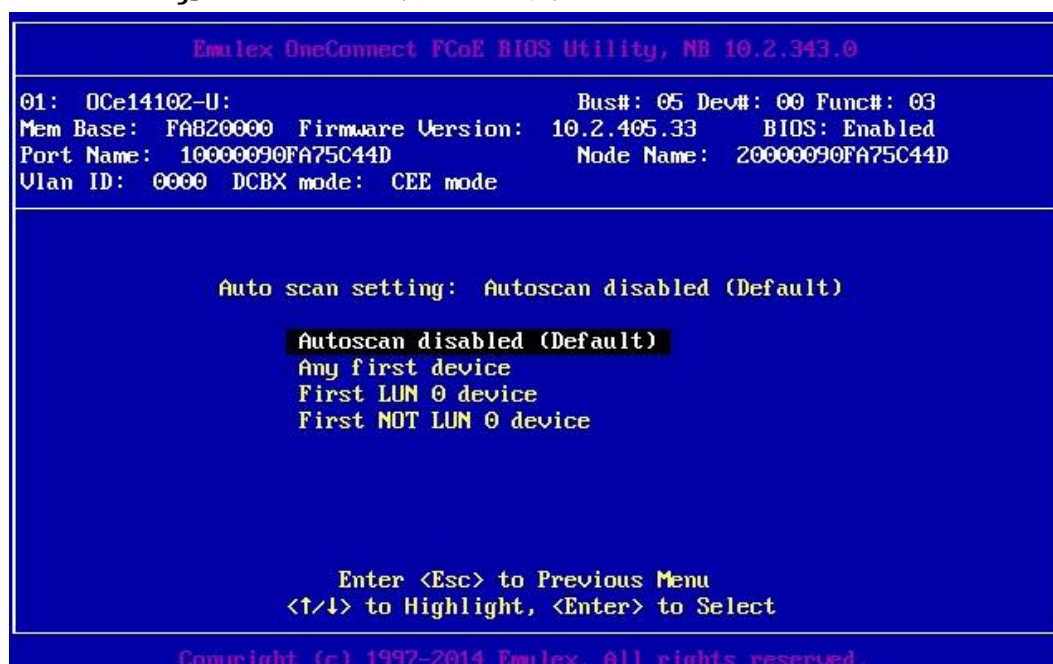 Emulex OneConnect FCoE BIOS Utility, NB 10.2.343.0
01: OCe14102-U: Bus#: 05 Dev#: 00 Func#: 03
Mem Base: FA820000 Firmware Version: 10.2.405.33 BIOS: Enabled
Port Name: 10000090FA75C44D Node Name: 20000090FA75C44D
Vlan ID: 0000 DCBX mode: CEE mode
Auto scan setting: Autoscan disabled (Default)
Autoscan disabled (Default)
Any first device
First LUN 0 device
First NOT LUN 0 device
Enter <Esc> to Previous Menu
<↑/↓> to Highlight, <Enter> to Select
Copyright (c) 1997-2014 Emulex. All rights reserved.